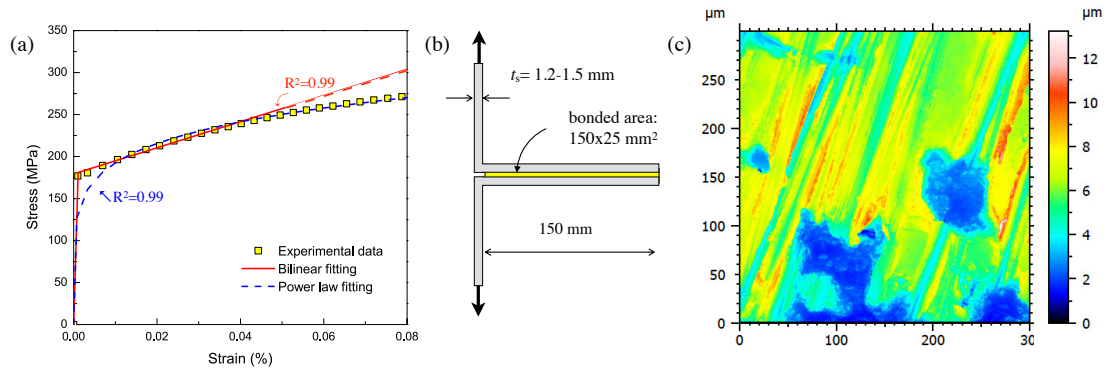 (a)
350
300
250
200
150
100
50
0
Stress (MPa)
R²=0.99
R²=0.99
Experimental data
Bilinear fitting
Power law fitting
0.00
0.02
0.04
0.06
0.08
Strain (%)
(b)
tₛ= 1.2-1.5 mm
bonded area:
150x25 mm²
150 mm
(c)
µm
250
200
150
100
50
0
0
100
200
30
µm
12
10
8
6
4
2
0